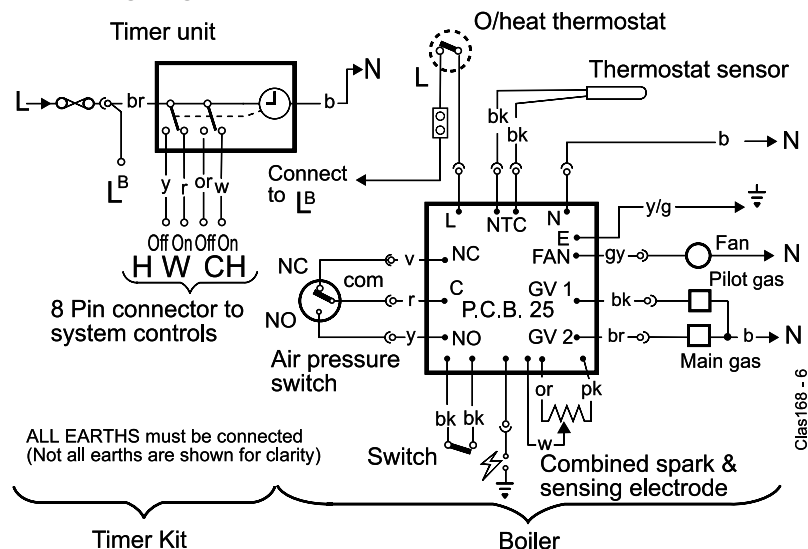 Timer unit
O/heat thermostat
Thermostat sensor
L
br
b
N
L
bk
bk
b
N
L B
y r or w
Connect
to L B
Off On Off On
H W CH
8 Pin connector to
system controls
L NTC N
E
y/g
NC
v
NC
com
r
C
NO
y
NO
Air pressure
switch
P.C.B. 25
FAN
gy
Fan
N
Pilot gas
GV 1
bk
GV 2
br
b
N
Main gas
or
pk
bk bk
w
Switch
Combined spark &
sensing electrode
ALL EARTHS must be connected
(Not all earths are shown for clarity)
Timer Kit
Boiler
Clas168 - 6